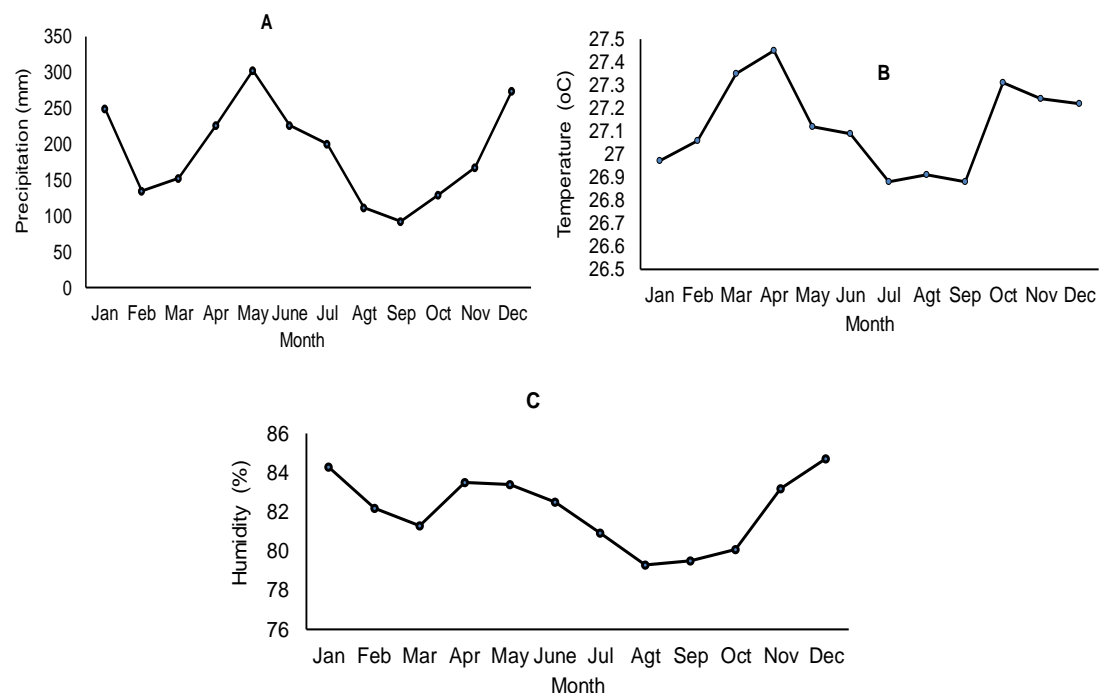 A
Precipitation (mm)
350
300
250
200
150
100
50
0
Jan Feb Mar Apr May June Jul Agt Sep Oct Nov Dec
Month
B
Temperature (oC)
27.5
27.4
27.3
27.2
27.1
27
26.9
26.8
26.7
26.6
26.5
Jan Feb Mar Apr May Jun Jul Agt Sep Oct Nov Dec
Month
C
Humidity (%)
86
84
82
80
78
76
Jan Feb Mar Apr May June Jul Agt Sep Oct Nov Dec
Month